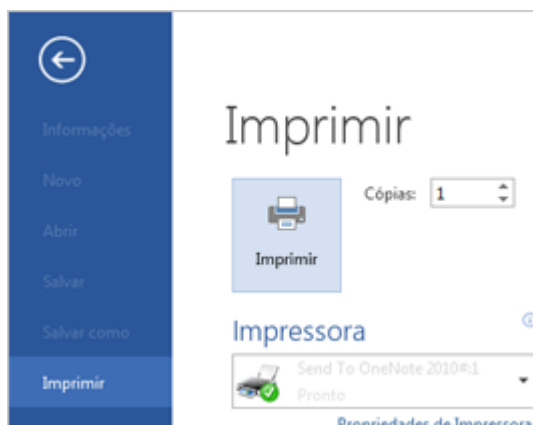 Informações
Novo
Abrir
Salvar
Salvar como
Imprimir
Imprimir
Cópias: 1
Imprimir
Impressora
Send To OneNote 2010#:1
Pronto
Propriedades de Impressora